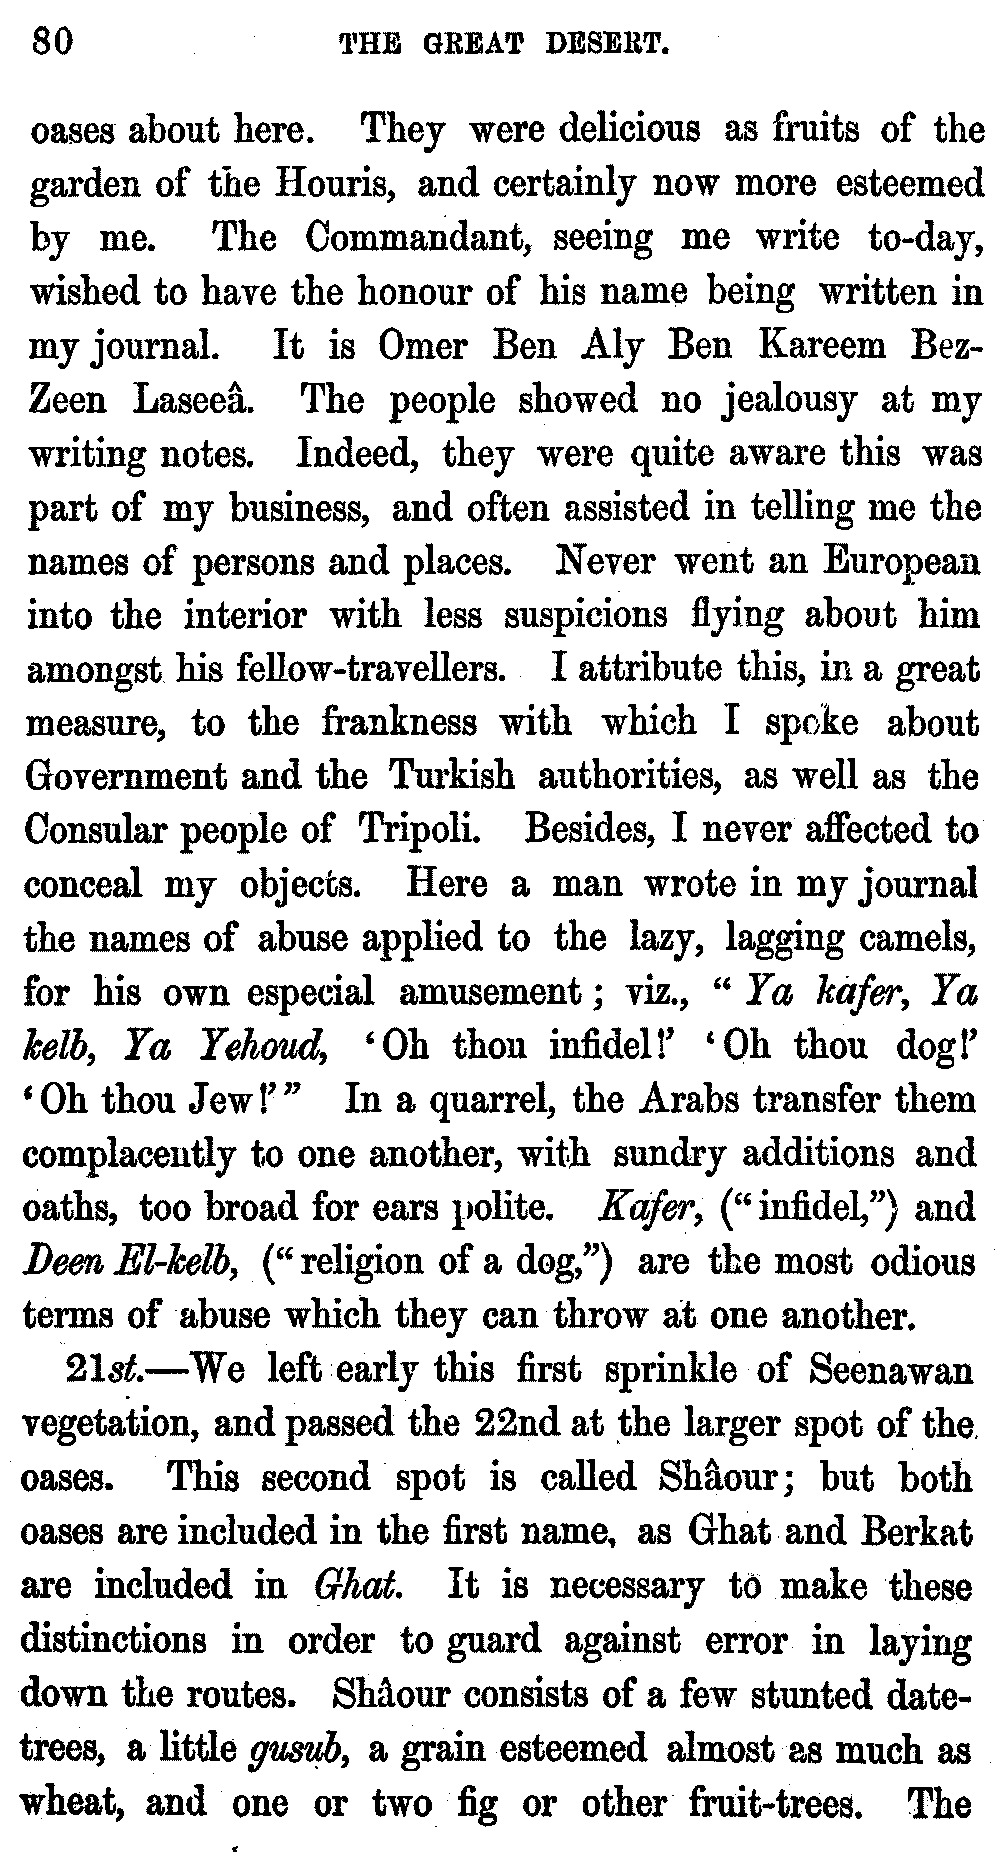 80 THE GREAT DESERT.
oases about here. They were delicious as fruits of the
garden of the Houris, and certainly now more esteemed
by me. The Commandant, seeing me write to-day,
wished to have the honour of his name being written in
my journal. It is Omer Ben Aly Ben Kareem Bez-
Zeen Laseeâ. The people showed no jealousy at my
writing notes. Indeed, they were quite aware this was
part of my business, and often assisted in telling me the
names of persons and places. Never went an European
into the interior with less suspicions flying about him
amongst his fellow-travellers. I attribute this, in a great
measure, to the frankness with which I spoke about
Government and the Turkish authorities, as well as the
Consular people of Tripoli. Besides, I never affected to
conceal my objects. Here a man wrote in my journal
the names of abuse applied to the lazy, lagging camels,
for his own especial amusement; viz., “Ya kafer, Ya
kelb, Ya Yehoud, ‘Oh thou infidel!’ ‘Oh thou dog!’
‘Oh thou Jew!’” In a quarrel, the Arabs transfer them
complacently to one another, with sundry additions and
oaths, too broad for ears polite. Kafer, (“infidel,”) and
Deen El-kelb, (“religion of a dog,”) are the most odious
terms of abuse which they can throw at one another.
21st.—We left early this first sprinkle of Seenawan
vegetation, and passed the 22nd at the larger spot of the
oases. This second spot is called Shâour; but both
oases are included in the first name, as Ghat and Berkat
are included in Ghat. It is necessary to make these
distinctions in order to guard against error in laying
down the routes. Shâour consists of a few stunted date-
trees, a little gusub, a grain esteemed almost as much as
wheat, and one or two fig or other fruit-trees. The